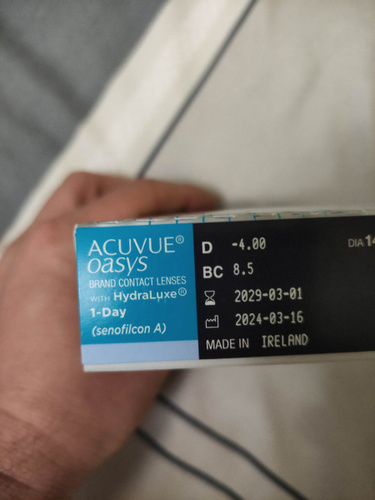 ACUVUE®
oasys
BRAND CONTACT LENSES
WITH HydraLuxe®
1-Day
(senofilcon A)
D -4.00
DIA 14
BC 8.5
2029-03-01
2024-03-16
MADE IN IRELAND